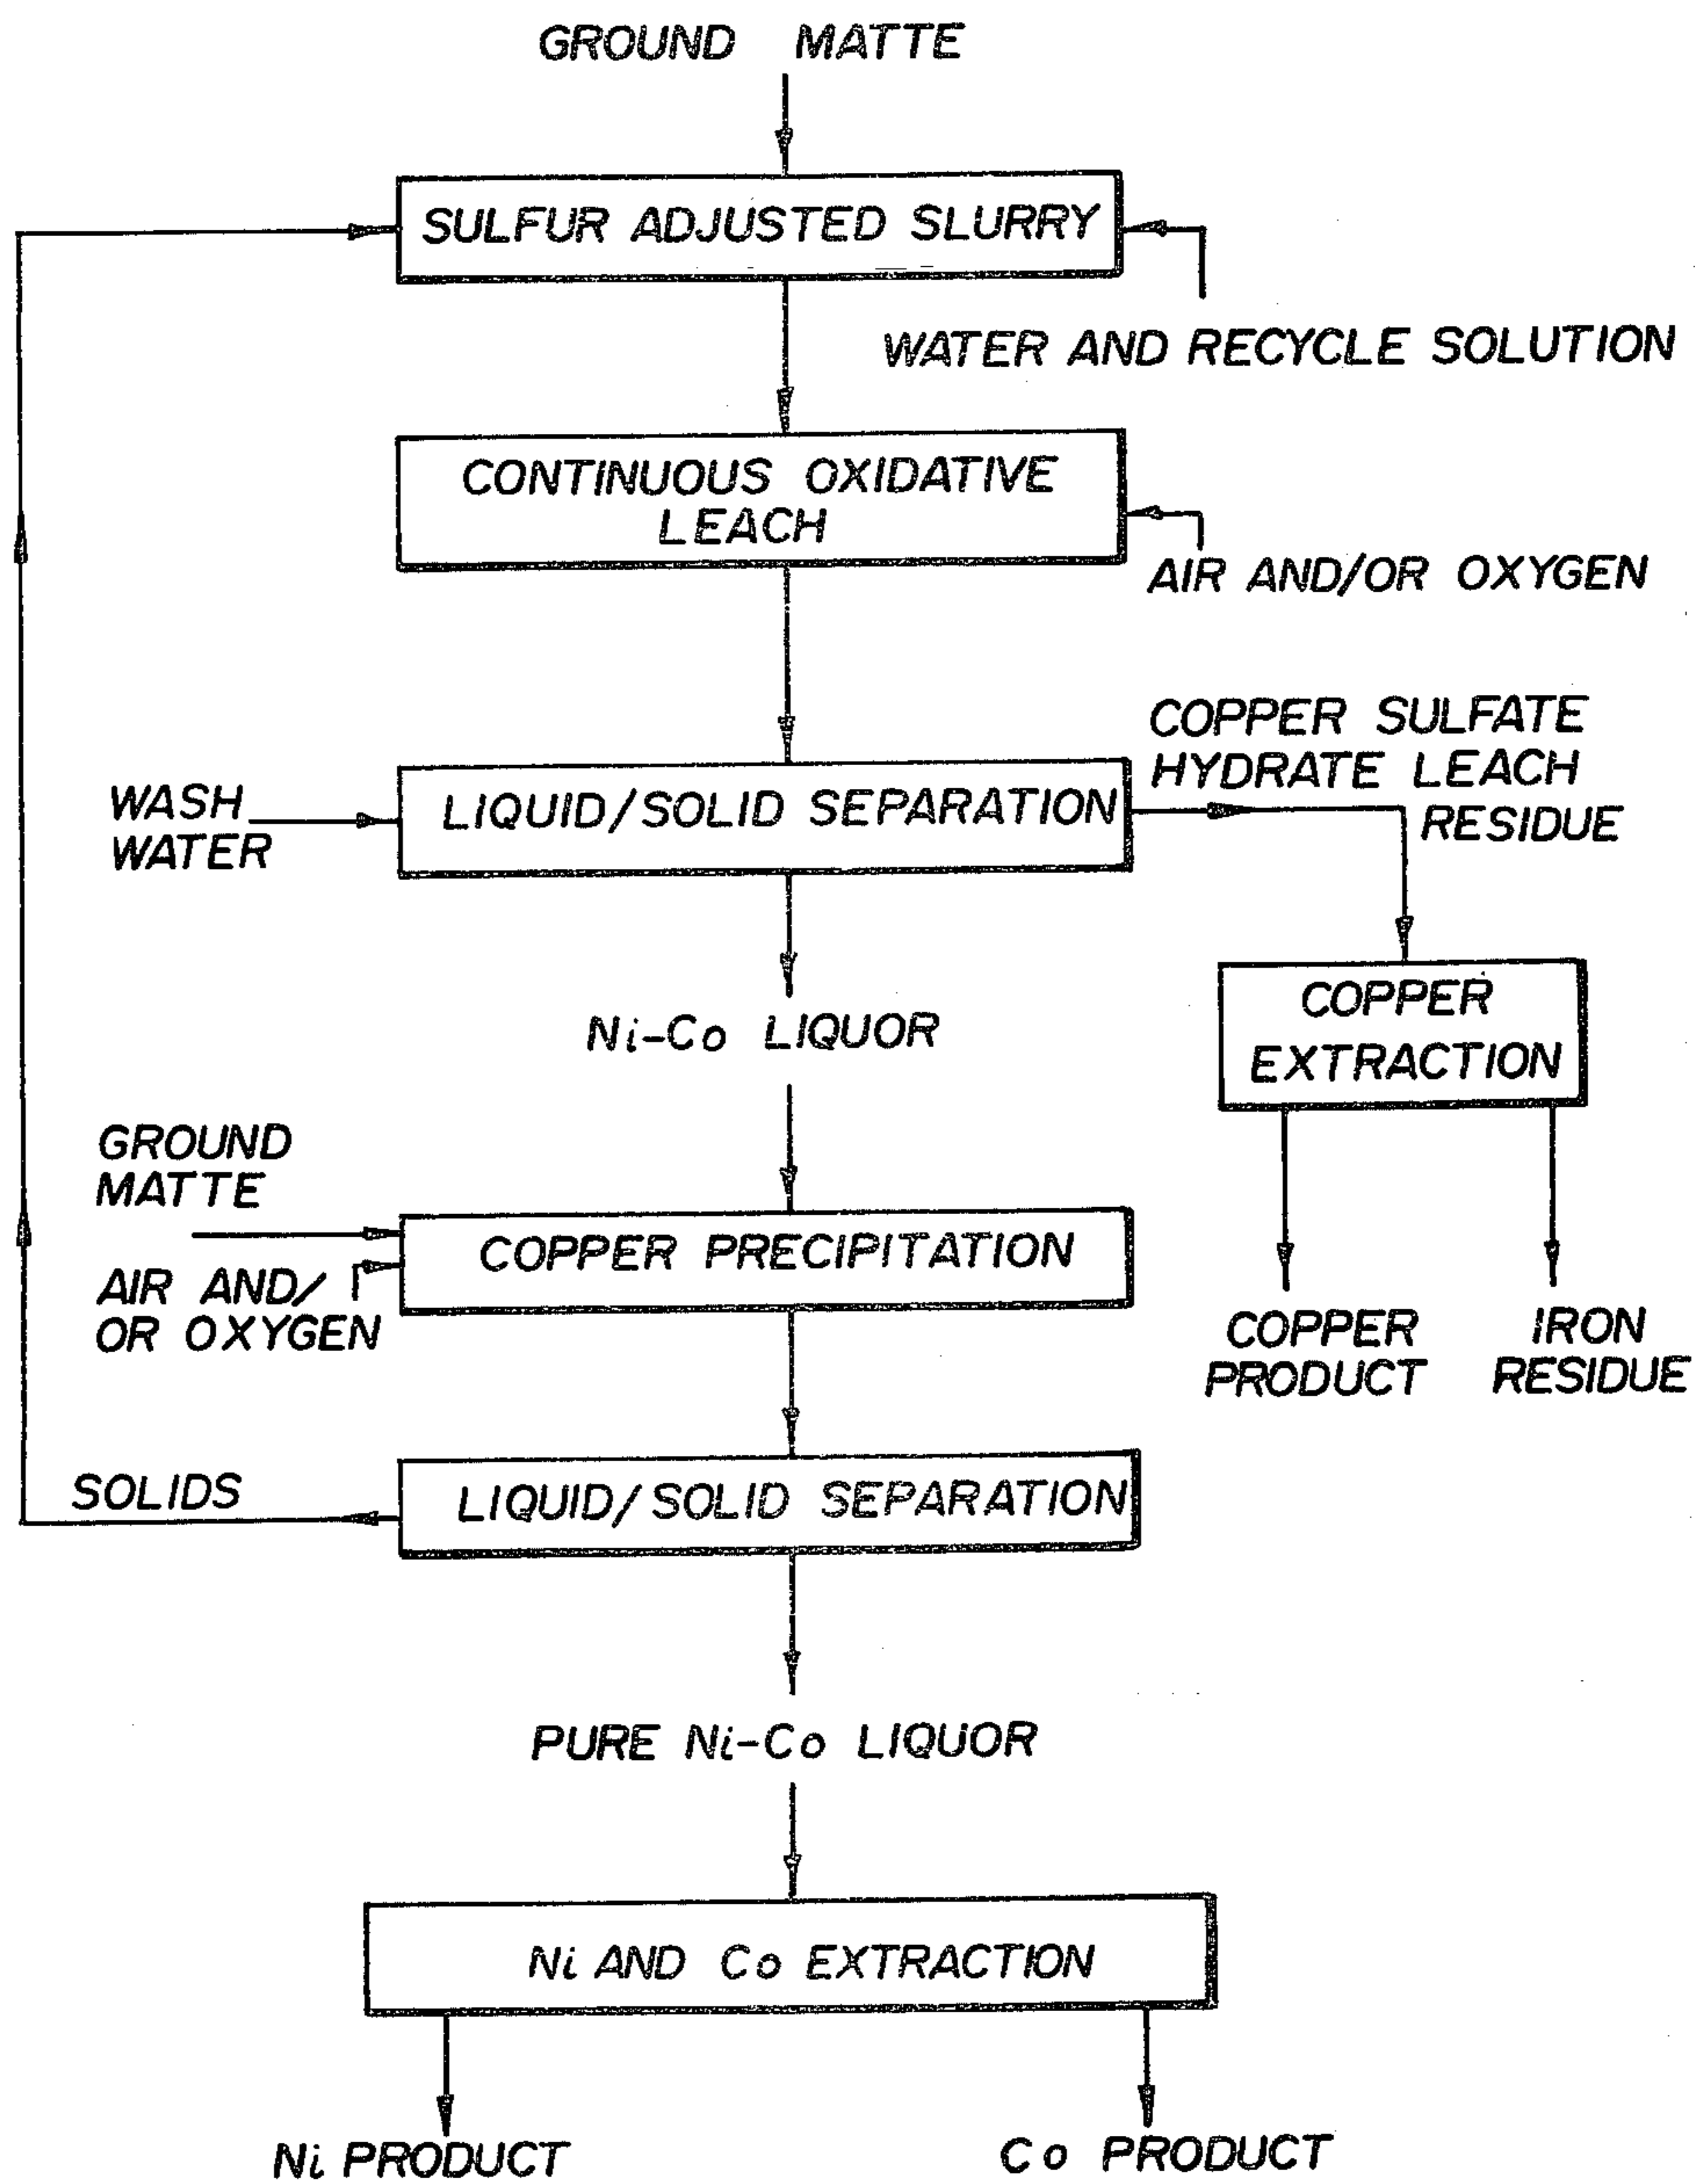 GROUND MATTE
SULFUR ADJUSTED SLURRY
WATER AND RECYCLE SOLUTION
CONTINUOUS OXIDATIVE
LEACH
AIR AND/OR OXYGEN
COPPER SULFATE
HYDRATE LEACH
RESIDUE
WASH
WATER
LIQUID/SOLID SEPARATION
COPPER
EXTRACTION
Ni-Co LIQUOR
GROUND
MATTE
COPPER PRECIPITATION
AIR AND/
OR OXYGEN
COPPER
PRODUCT
IRON
RESIDUE
SOLIDS
LIQUID/SOLID SEPARATION
PURE Ni-Co LIQUOR
Ni AND Co EXTRACTION
Ni PRODUCT
Co PRODUCT